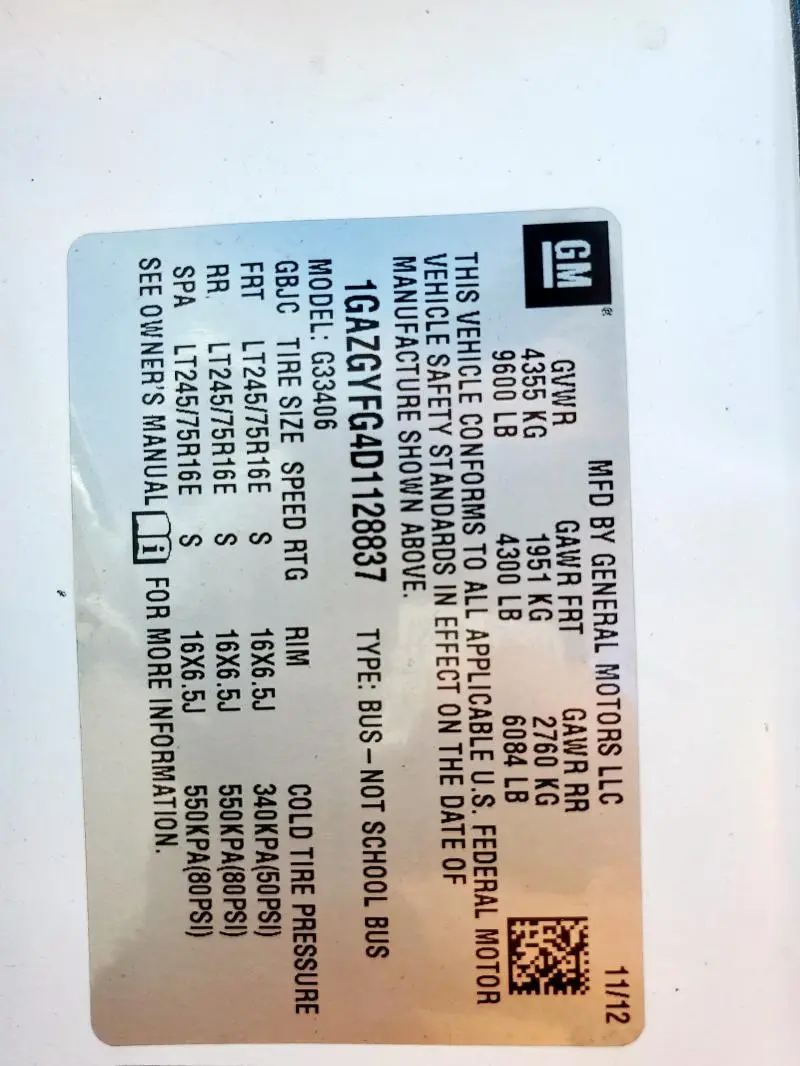 GM®
MFD BY GENERAL MOTORS LLC 11/12
GVWR GAWR FRT GAWR RR
4355 KG 1951 KG 2760 KG
9600 LB 4300 LB 6084 LB
THIS VEHICLE CONFORMS TO ALL APPLICABLE U.S. FEDERAL MOTOR
VEHICLE SAFETY STANDARDS IN EFFECT ON THE DATE OF
MANUFACTURE SHOWN ABOVE.
1GAZGYFG4D1128837 TYPE: BUS–NOT SCHOOL BUS
MODEL: G33406
GBJC TIRE SIZE SPEED RTG RIM COLD TIRE PRESSURE
FRT LT245/75R16E S 16X6.5J 340KPA(50PSI)
RR. LT245/75R16E S 16X6.5J 550KPA(80PSI)
SPA LT245/75R16E S 16X6.5J 550KPA(80PSI)
SEE OWNER'S MANUAL i FOR MORE INFORMATION.